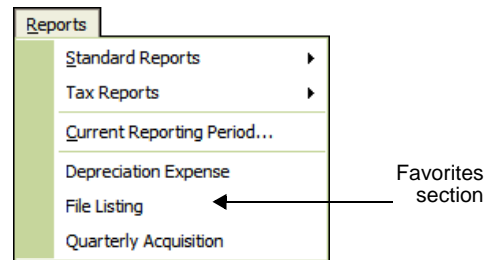 Reports
Standard Reports
Tax Reports
Current Reporting Period...
Depreciation Expense
File Listing
Quarterly Acquisition
Favorites
section